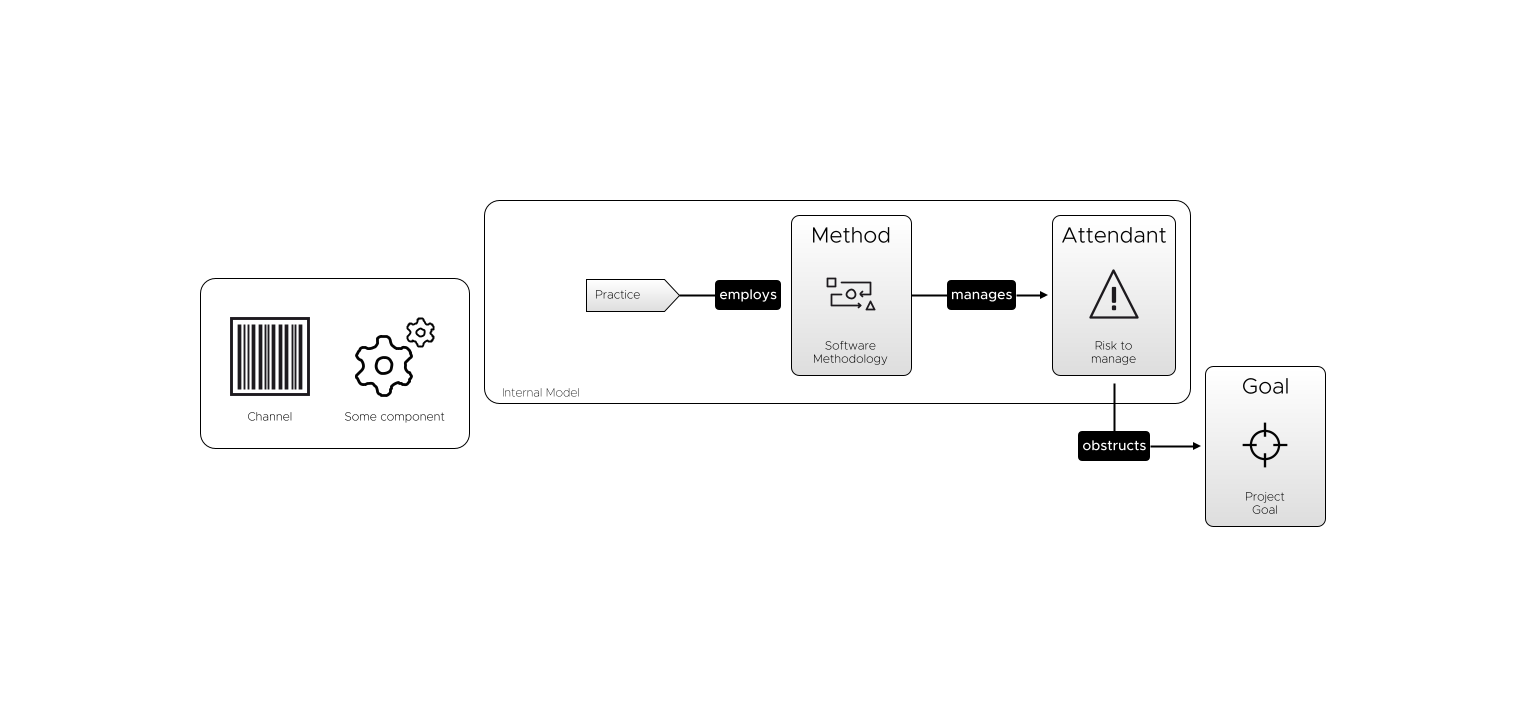 Channel
Some component
Practice
employs
Method
Software
Methodology
manages
Attendant
Risk to
manage
Internal Model
obstructs
Goal
Project
Goal